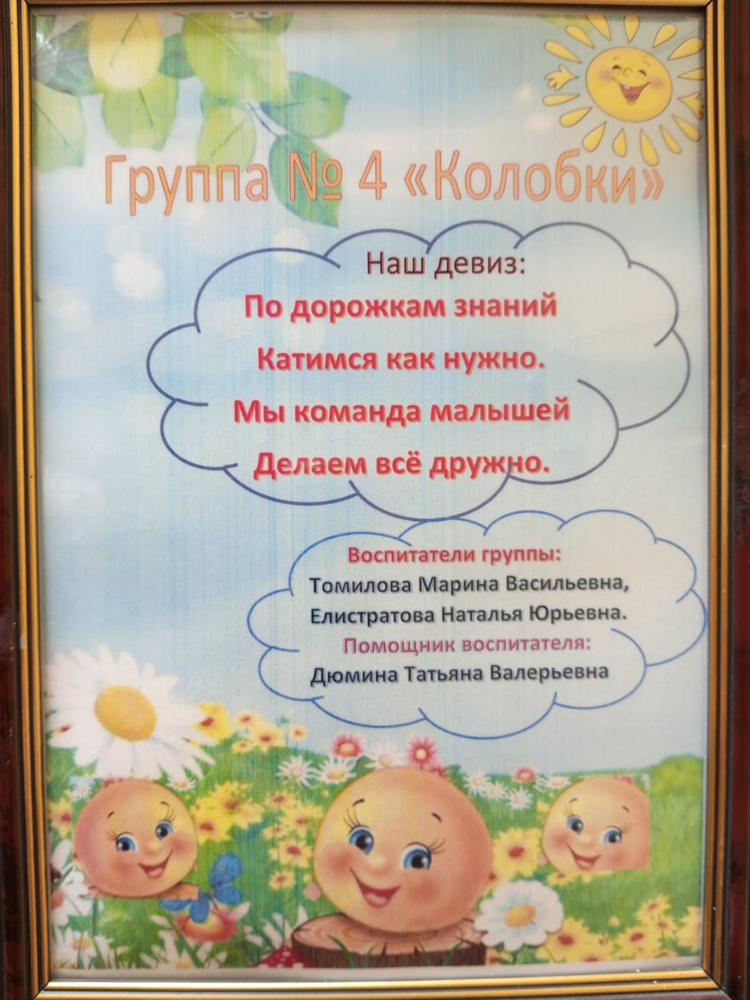 Группа № 4 «Колобки»
Наш девиз:
По дорожкам знаний
Катимся как нужно.
Мы команда малышей
Делаем всё дружно.
Воспитатели группы:
Томилова Марина Васильевна,
Елистратова Наталья Юрьевна.
Помощник воспитателя:
Дюмина Татьяна Валерьевна